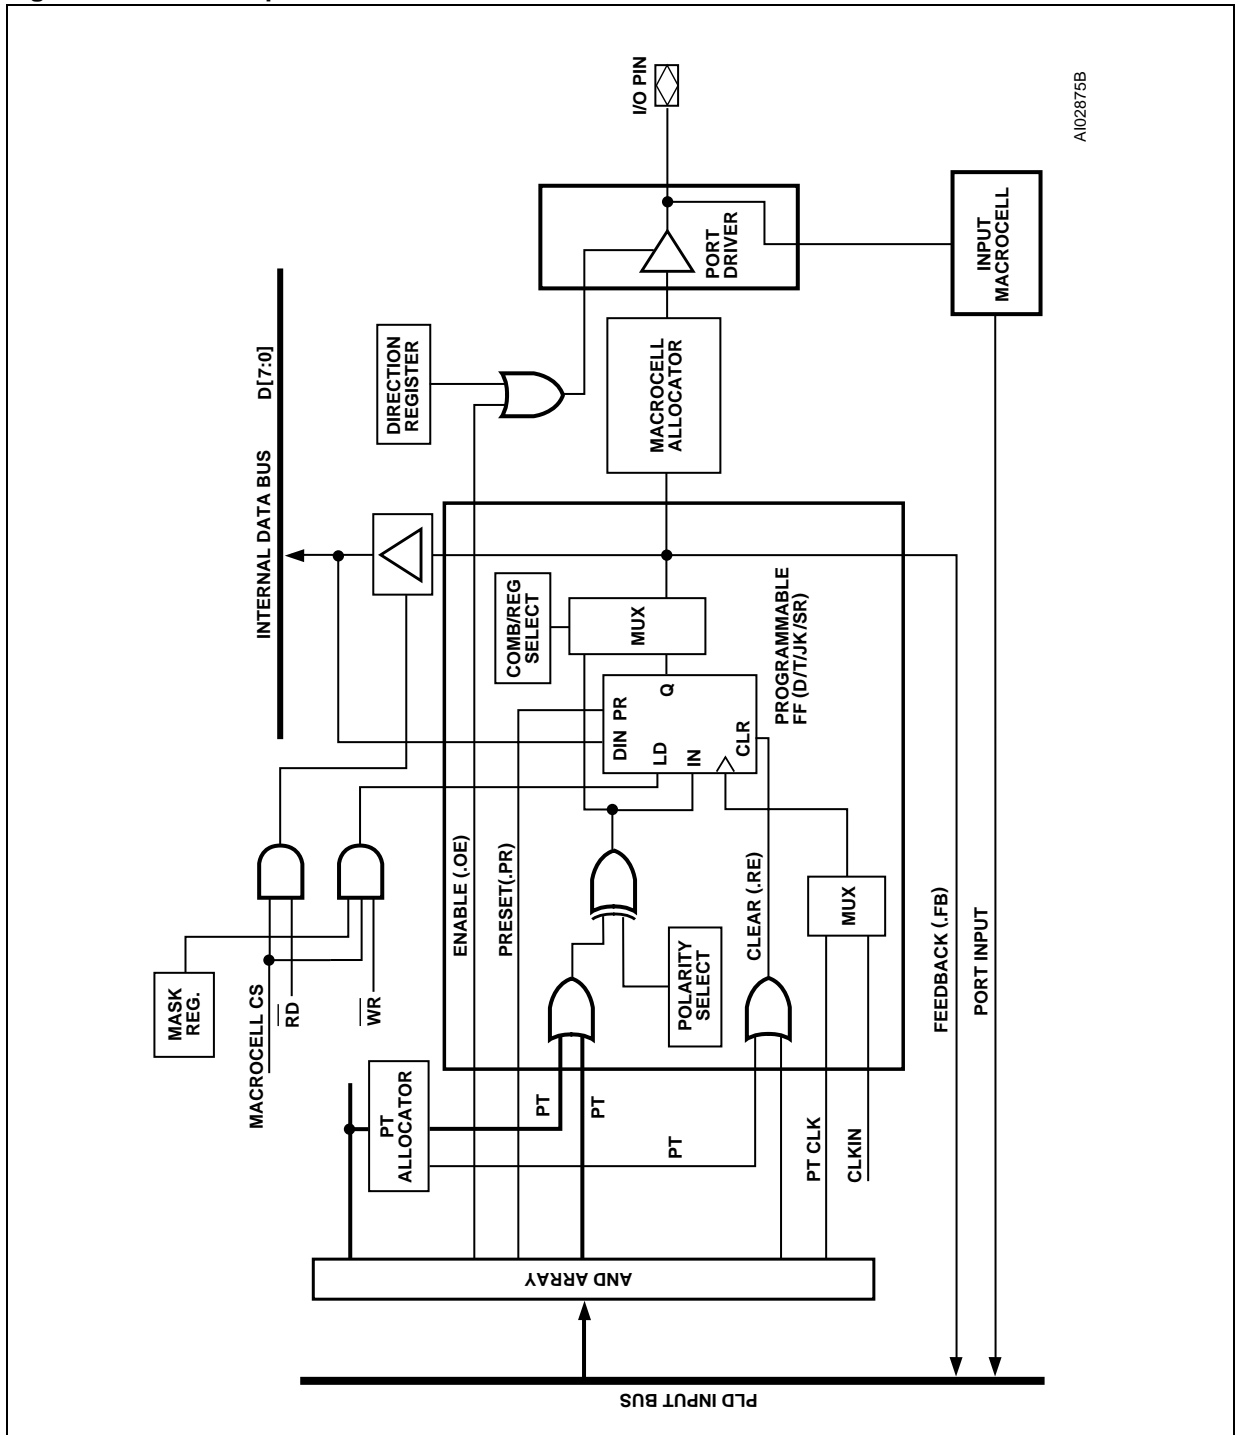 MASK
REG.
MACROCELL CS
RD
WR
INTERNAL DATA BUS D[7:0]
DIRECTION
REGISTER
I/O PIN
PORT
DRIVER
MACROCELL
ALLOCATOR
INPUT
MACROCELL
COMB/REG
SELECT
MUX
DIN PR
LD
Q
IN
CLR
PROGRAMMABLE
FF (D/T/JK/SR)
ENABLE (.OE)
PRESET(.PR)
POLARITY
SELECT
CLEAR (.RE)
MUX
PT
ALLOCATOR
PT
PT
PT
PT CLK
CLKIN
FEEDBACK (.FB)
PORT INPUT
AND ARRAY
PLD INPUT BUS
AI02875B